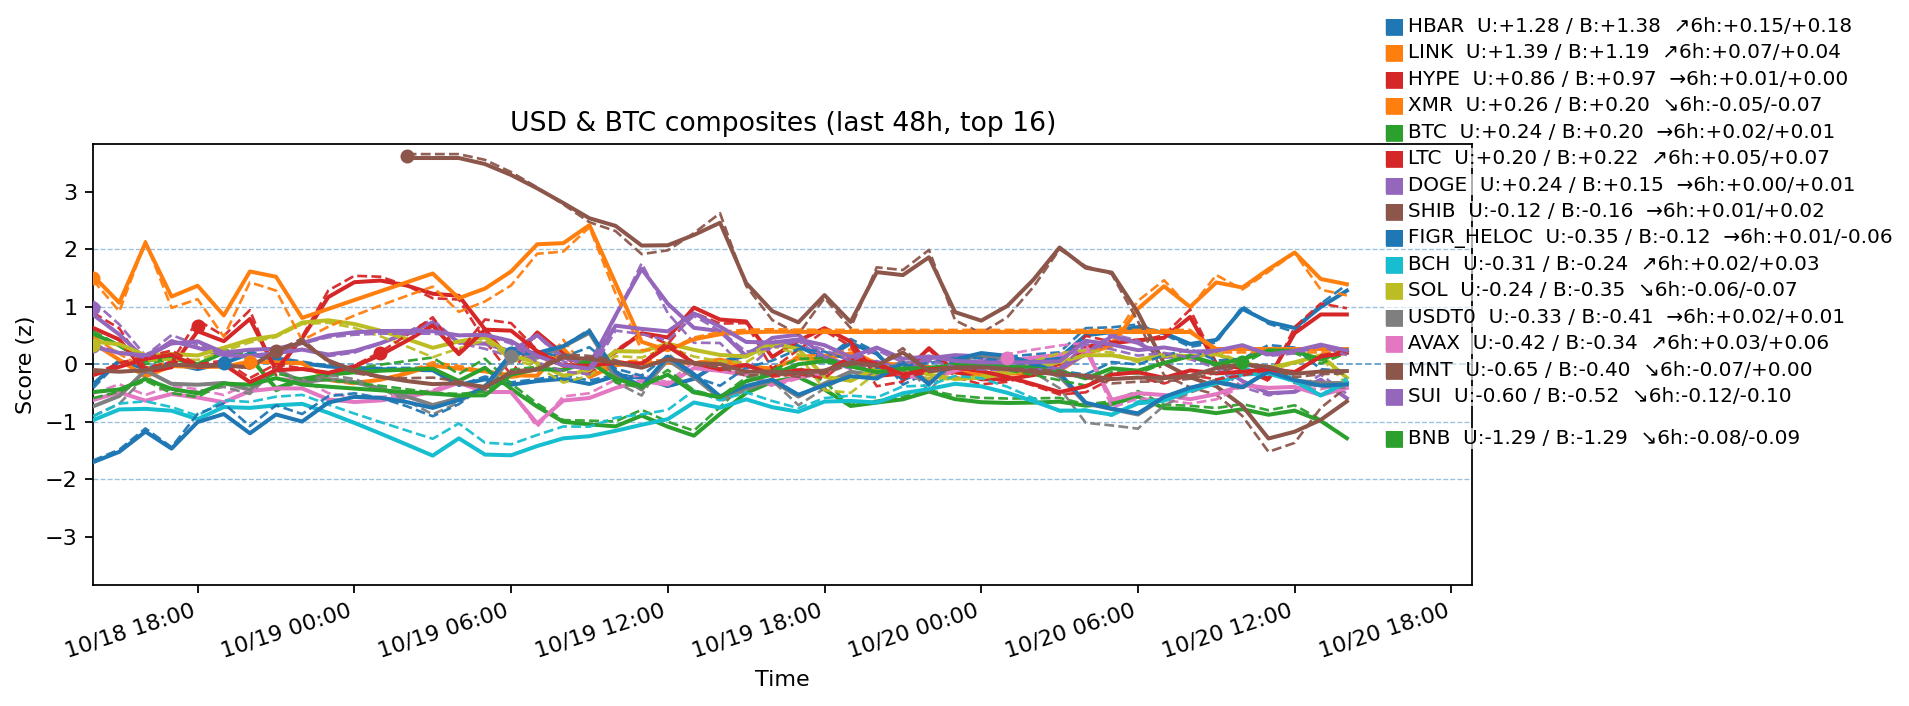 HBAR  U:+1.28 / B:+1.38  ↗6h:+0.15/+0.18
LINK  U:+1.39 / B:+1.19  ↗6h:+0.07/+0.04
HYPE  U:+0.86 / B:+0.97  →6h:+0.01/+0.00
XMR  U:+0.26 / B:+0.20  ↘6h:-0.05/-0.07
BTC  U:+0.24 / B:+0.20  →6h:+0.02/+0.01
LTC  U:+0.20 / B:+0.22  ↗6h:+0.05/+0.07
DOGE  U:+0.24 / B:+0.15  →6h:+0.00/+0.01
SHIB  U:-0.12 / B:-0.16  →6h:+0.01/+0.02
FIGR_HELOC  U:-0.35 / B:-0.12  →6h:+0.01/-0.06
BCH  U:-0.31 / B:-0.24  ↗6h:+0.02/+0.03
SOL  U:-0.24 / B:-0.35  ↘6h:-0.06/-0.07
USDT0  U:-0.33 / B:-0.41  →6h:+0.02/+0.01
AVAX  U:-0.42 / B:-0.34  ↗6h:+0.03/+0.06
MNT  U:-0.65 / B:-0.40  ↘6h:-0.07/+0.00
SUI  U:-0.60 / B:-0.52  ↘6h:-0.12/-0.10
BNB  U:-1.29 / B:-1.29  ↘6h:-0.08/-0.09
USD & BTC composites (last 48h, top 16)
Score (z)
3
2
1
0
−1
−2
−3
10/18 18:00
10/19 00:00
10/19 06:00
10/19 12:00
10/19 18:00
10/20 00:00
10/20 06:00
10/20 12:00
10/20 18:00
Time